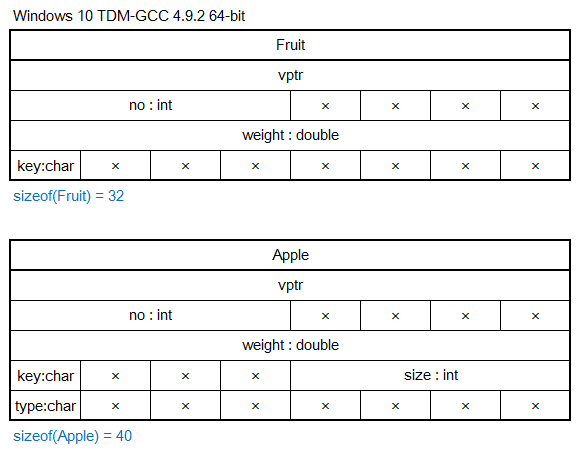 Windows 10 TDM-GCC 4.9.2 64-bit
Fruit
vptr
no : int × × × ×
weight : double
key:char × × × × × × ×
sizeof(Fruit) = 32
Apple
vptr
no : int × × × ×
weight : double
key:char × × × size : int
type:char × × × × × × ×
sizeof(Apple) = 40